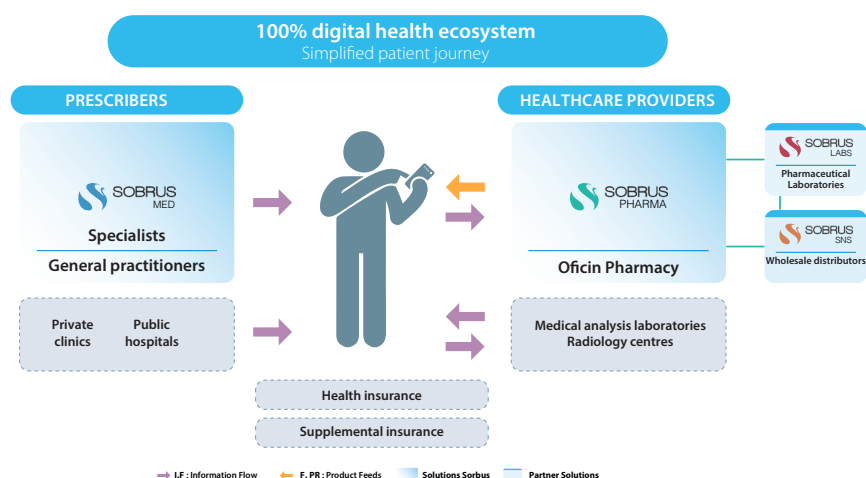 100% digital health ecosystem
Simplified patient journey
PRESCRIBERS
HEALTHCARE PROVIDERS
SOBRUS
MED
Specialists
General practitioners
SOBRUS
PHARMA
Oficin Pharmacy
SOBRUS
LABS
Pharmaceutical
Laboratories
SOBRUS
SNS
Wholesale distributors
Private
clinics
Public
hospitals
Medical analysis laboratories
Radiology centres
Health insurance
Supplemental insurance
I.F : Information Flow
F. PR : Product Feeds
Solutions Sorbus
Partner Solutions